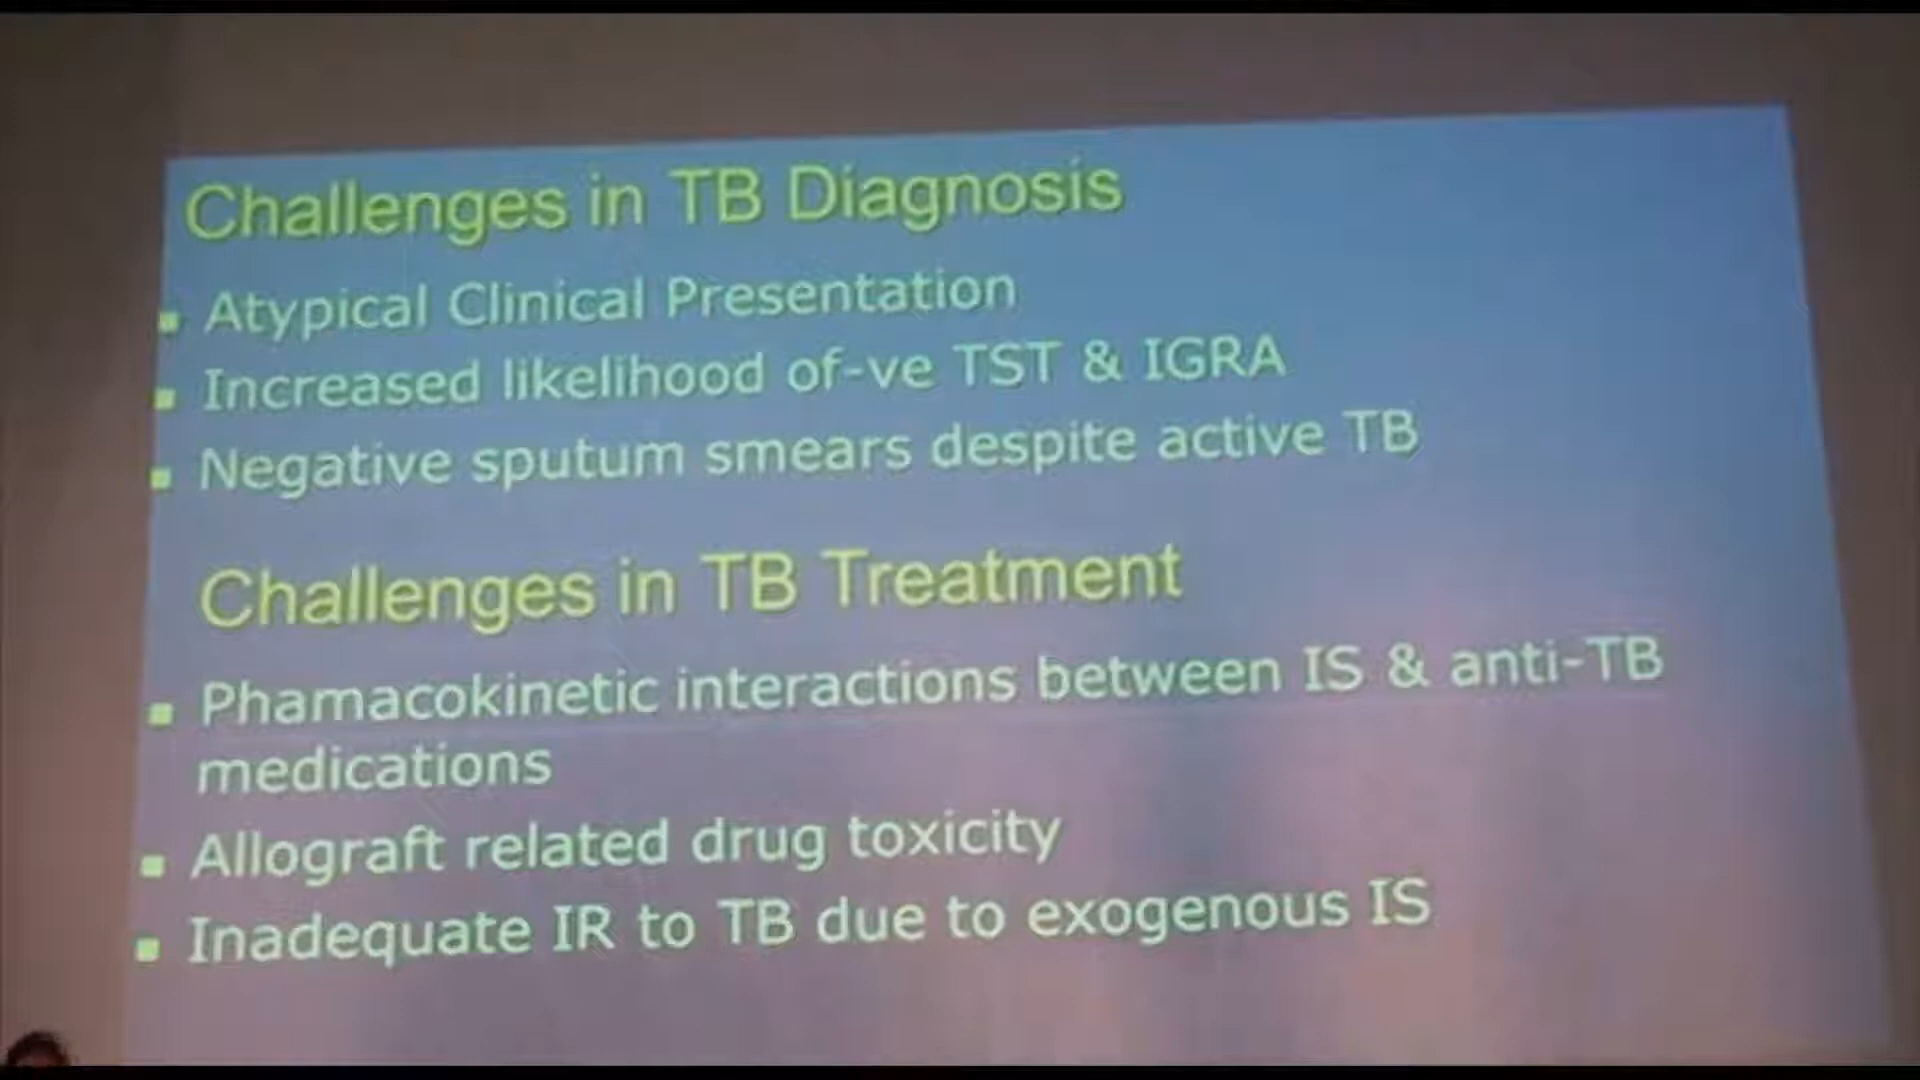 Challenges in TB Diagnosis
▪ Atypical Clinical Presentation
▪ Increased likelihood of-ve TST & IGRA
▪ Negative sputum smears despite active TB
Challenges in TB Treatment
▪ Phamacokinetic interactions between IS & anti-TB
medications
▪ Allograft related drug toxicity
▪ Inadequate IR to TB due to exogenous IS